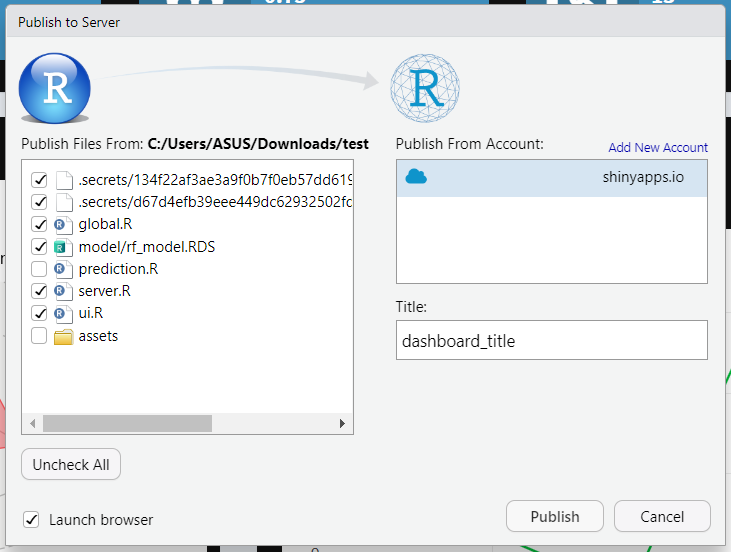 Publish to Server
R
R
Publish Files From: C:/Users/ASUS/Downloads/test
.secrets/134f22af3ae3a9f0b7f0eb57dd619
.secrets/d67d4efb39eee449dc62932502fc
global.R
model/rf_model.RDS
prediction.R
server.R
ui.R
assets
Uncheck All
Launch browser
Publish From Account:
Add New Account
shinyapps.io
Title:
dashboard_title
Publish
Cancel